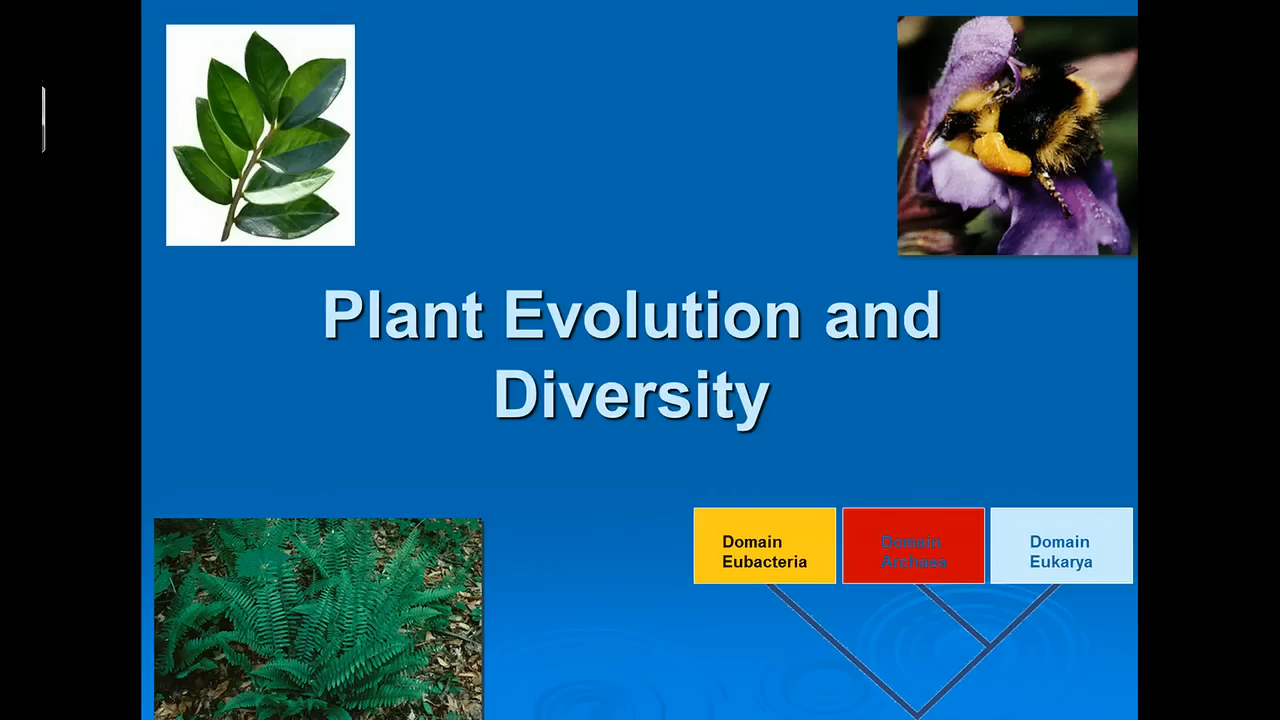 Plant Evolution and
Diversity
Domain
Eubacteria
Domain
Archaea
Domain
Eukarya